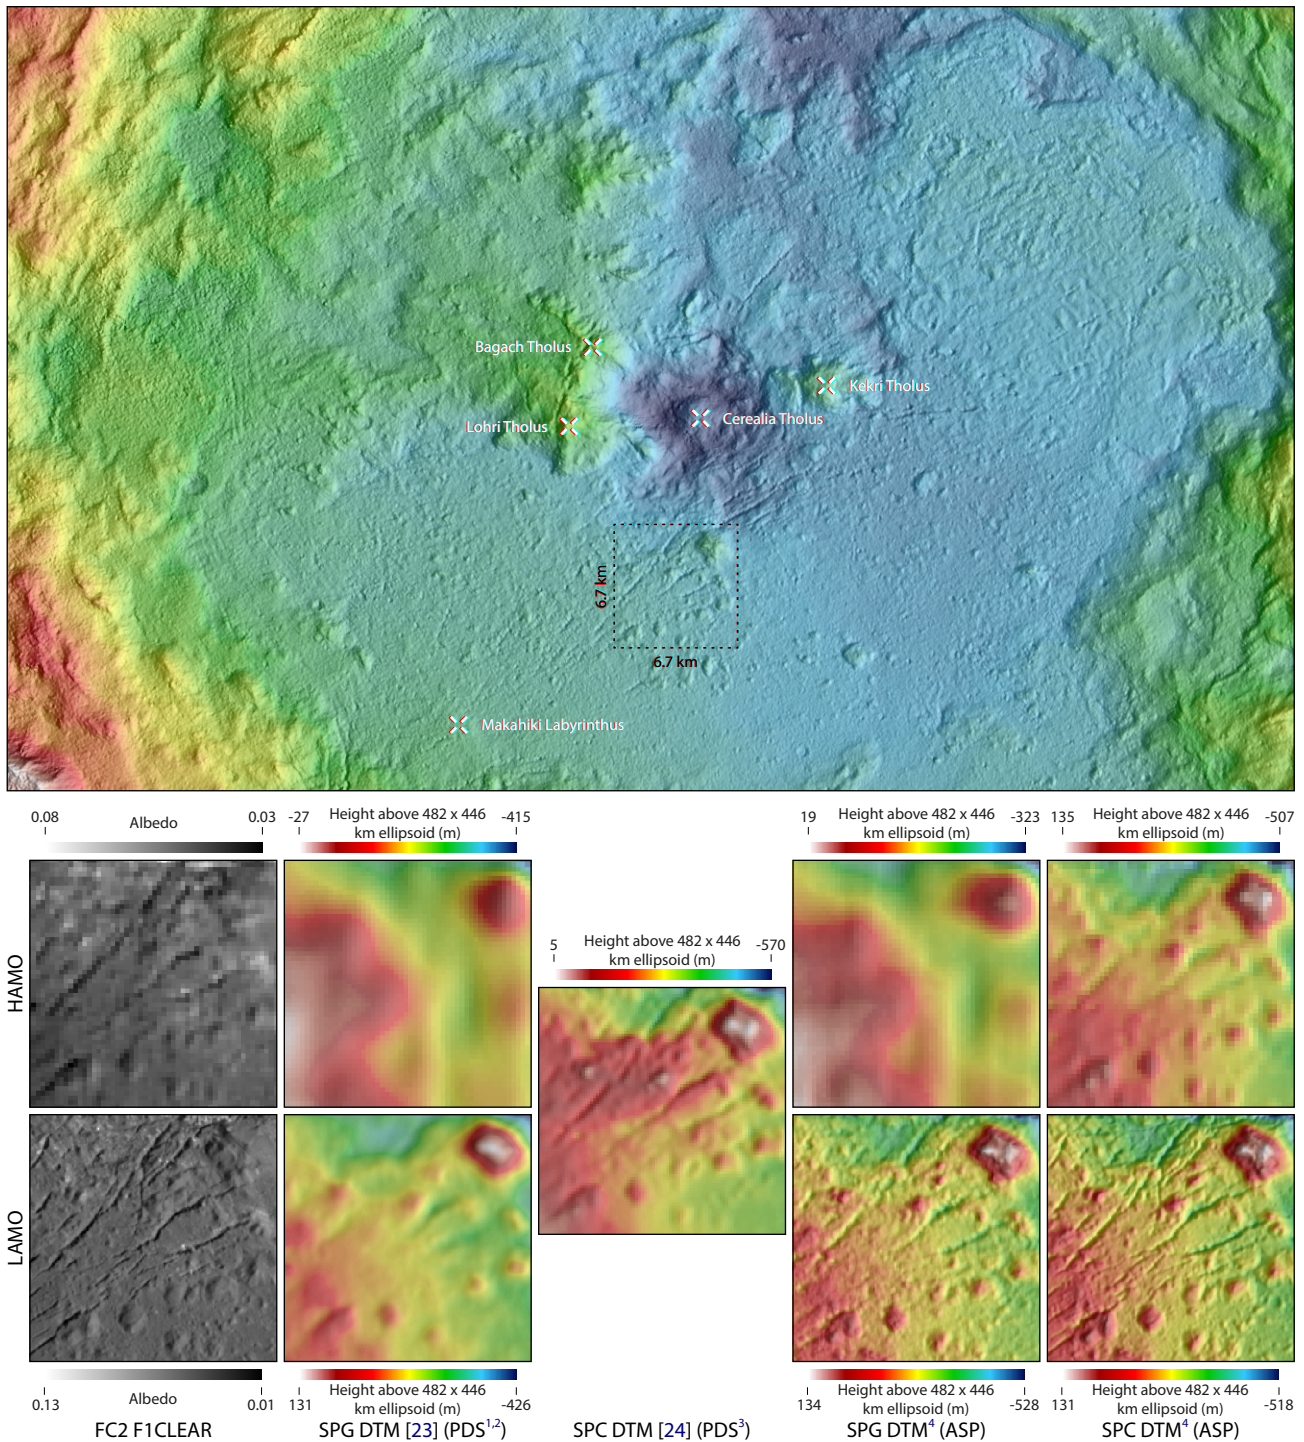 Bagach Tholus
Kekri Tholus
Cerealia Tholus
Lohri Tholus
6.7 km
6.7 km
Makahiki Labyrinthus
0.08 Albedo 0.03
-27 Height above 482 x 446 km ellipsoid (m) -415
19 Height above 482 x 446 km ellipsoid (m) -323
135 Height above 482 x 446 km ellipsoid (m) -507
HAMO
5 Height above 482 x 446 km ellipsoid (m) -570
LAMO
0.13 Albedo 0.01
131 Height above 482 x 446 km ellipsoid (m) -426
134 Height above 482 x 446 km ellipsoid (m) -528
131 Height above 482 x 446 km ellipsoid (m) -518
FC2 F1CLEAR
SPG DTM [23] (PDS1,2)
SPC DTM [24] (PDS3)
SPG DTM4 (ASP)
SPC DTM4 (ASP)